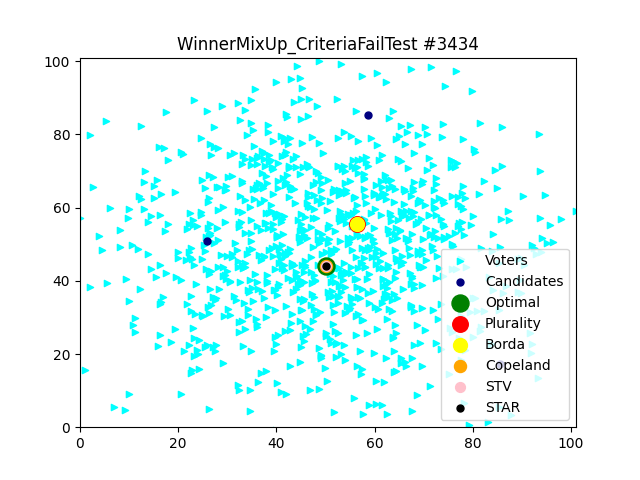 WinnerMixUp_CriteriaFailTest #3434
100
80
60
40
20
0
0 20 40 60 80 100
Voters
Candidates
Optimal
Plurality
Borda
Copeland
STV
STAR